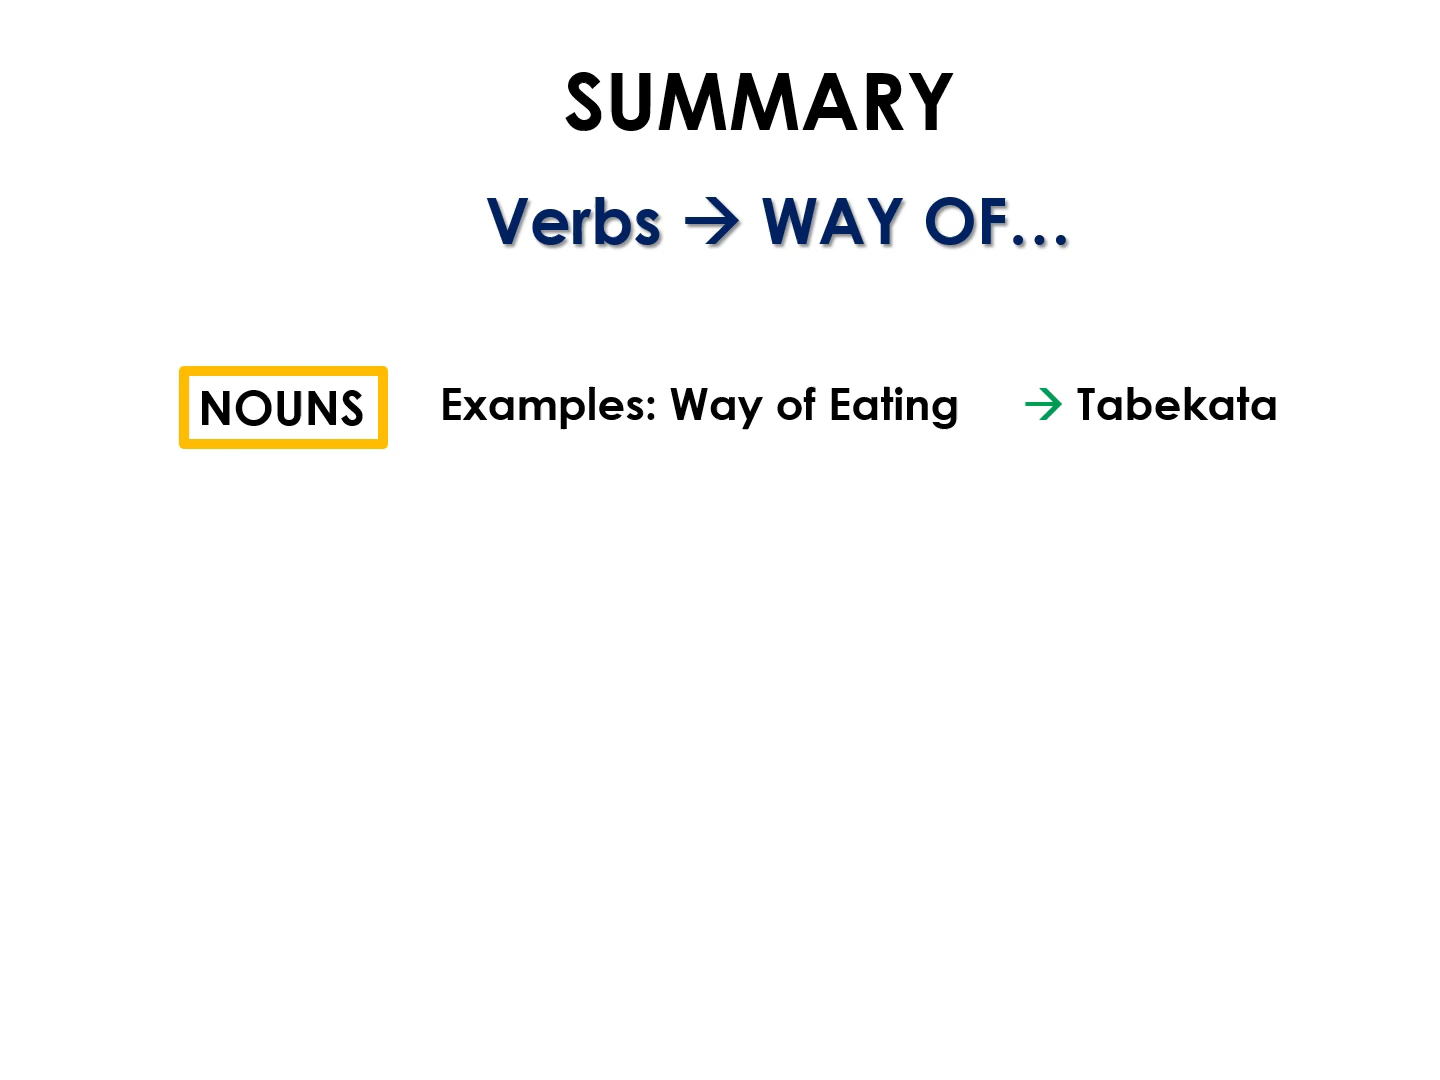 SUMMARY
Verbs → WAY OF…
NOUNS
Examples: Way of Eating → Tabekata